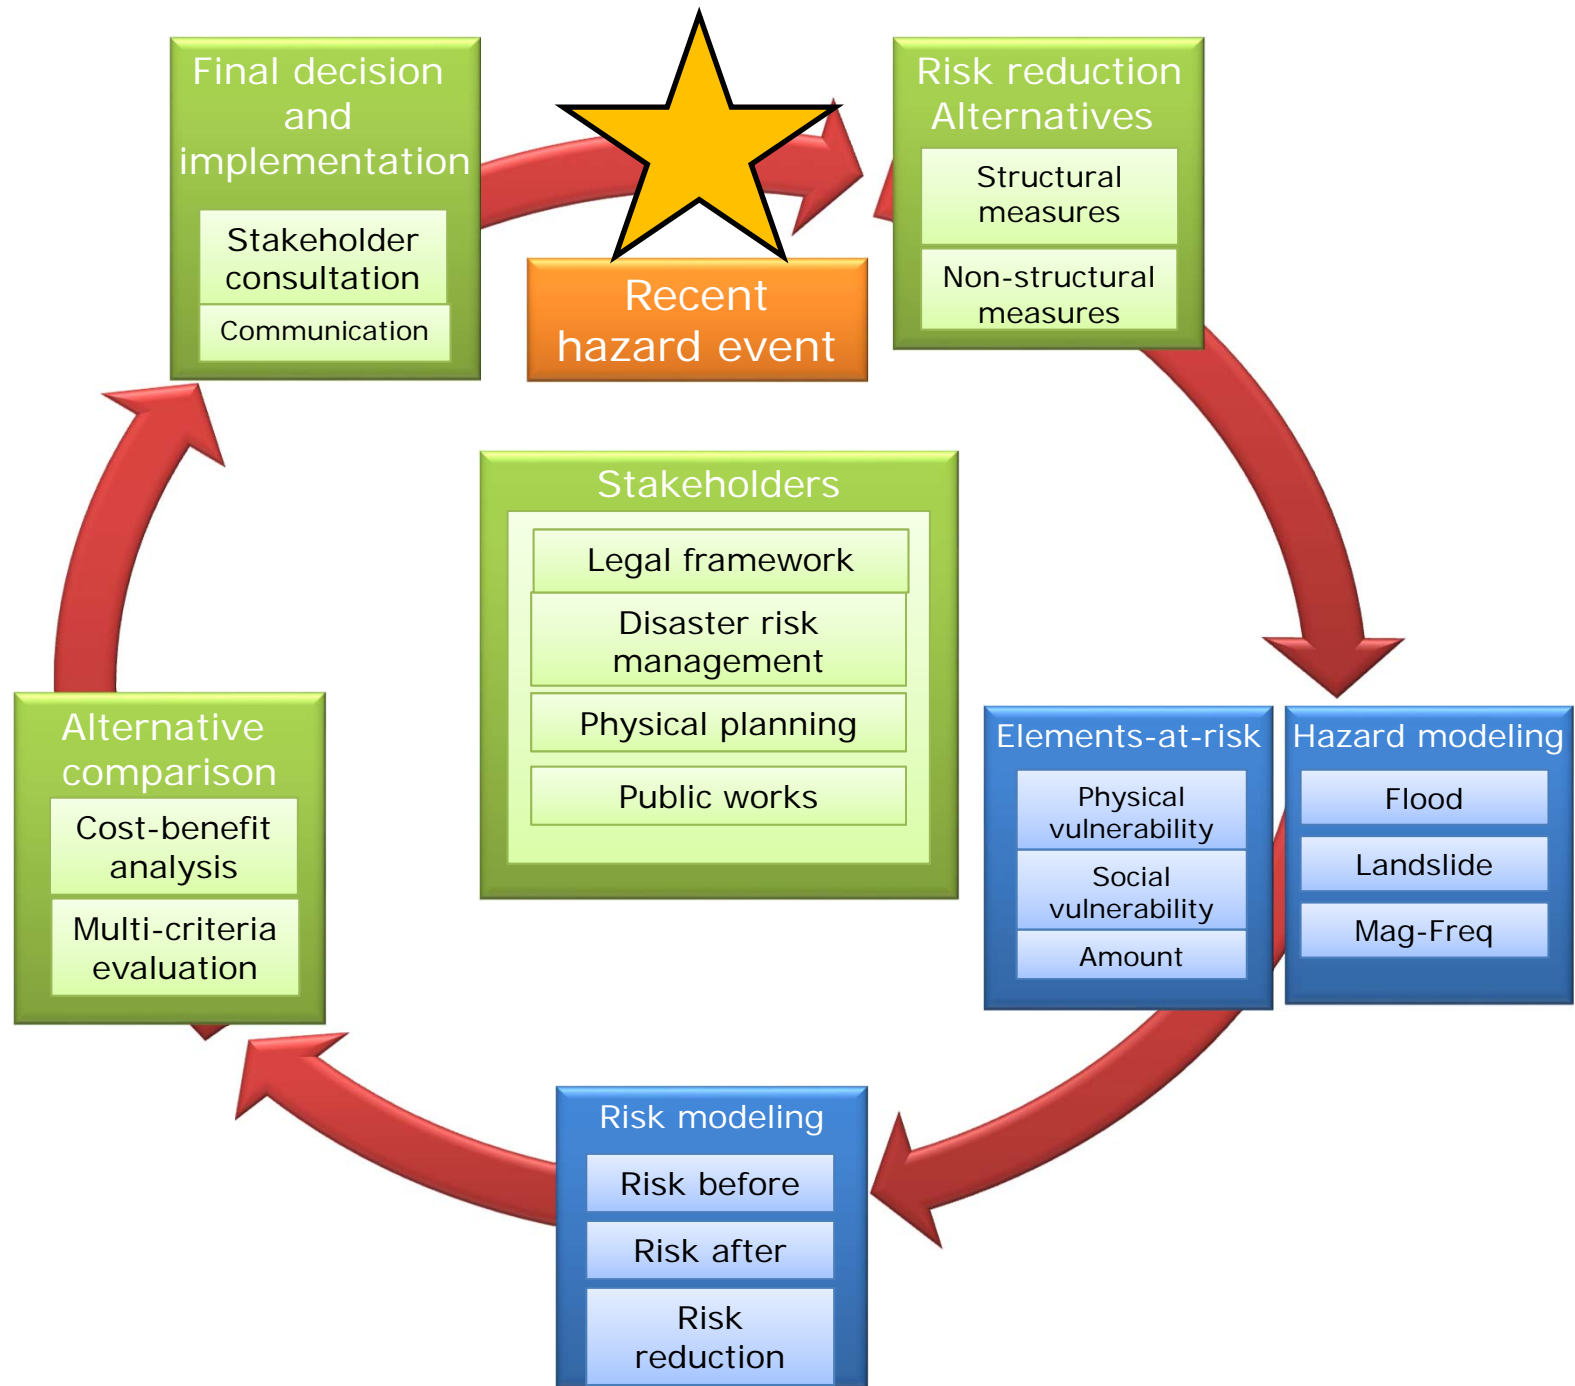 Final decision
and
implementation
Stakeholder
consultation
Communication
Recent
hazard event
Risk reduction
Alternatives
Structural
measures
Non-structural
measures
Stakeholders
Legal framework
Disaster risk
management
Physical planning
Public works
Alternative
comparison
Cost-benefit
analysis
Multi-criteria
evaluation
Elements-at-risk
Physical
vulnerability
Social
vulnerability
Amount
Hazard modeling
Flood
Landslide
Mag-Freq
Risk modeling
Risk before
Risk after
Risk
reduction